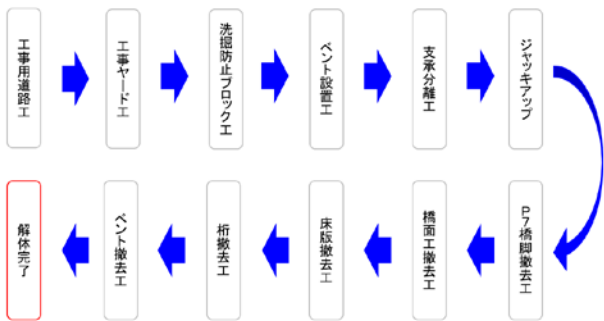 工事用道路工
工事ヤード工
洗掘防止ブロック工
ベント設置工
支承分離工
ジャッキアップ
P7橋脚撤去工
橋面工撤去工
床版撤去工
桁撤去工
ベント撤去工
解体完了